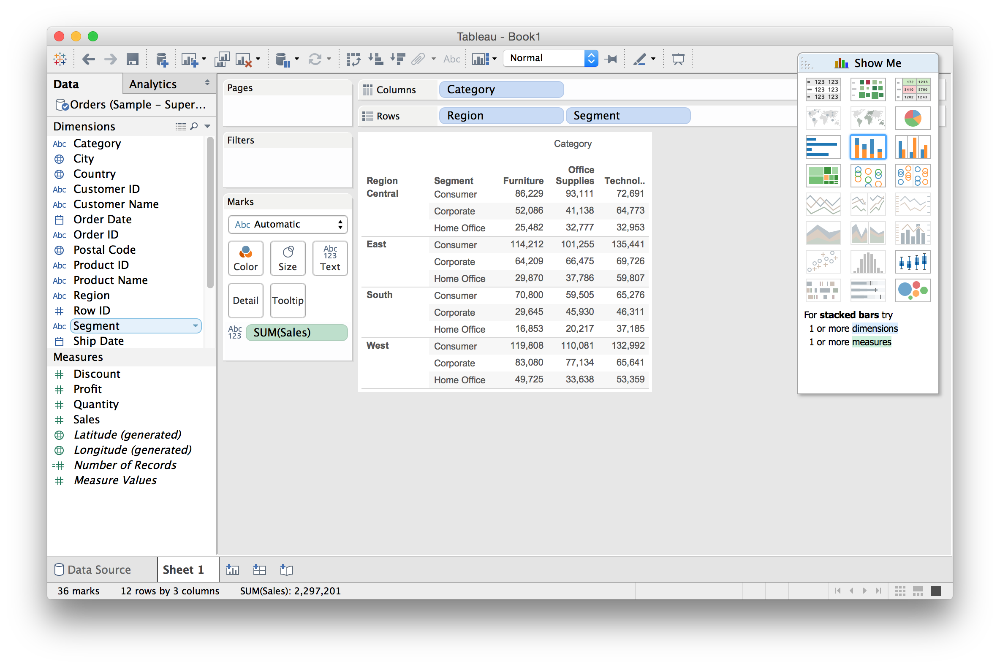 Tableau - Book1
Abc
Normal
Show Me
Data
Analytics
Orders (Sample - Super...
Dimensions
Abc Category
City
Country
Abc Customer ID
Abc Customer Name
Order Date
Abc Order ID
Postal Code
Abc Product ID
Abc Product Name
Abc Region
Row ID
Abc Segment
Ship Date
Measures
Discount
Profit
Quantity
Sales
Latitude (generated)
Longitude (generated)
Number of Records
Measure Values
Pages
Filters
Marks
Abc Automatic
Color
Size
Abc
123
Text
Detail
Tooltip
Abc
123
SUM(Sales)
Columns Category
Rows Region Segment
Category
Region Segment Furniture Office Supplies Technol..
Central Consumer 86,229 93,111 72,691
Corporate 52,086 41,138 64,773
Home Office 25,482 32,777 32,953
East Consumer 114,212 101,255 135,441
Corporate 64,209 66,475 69,726
Home Office 29,870 37,786 59,807
South Consumer 70,800 59,505 65,276
Corporate 29,645 45,930 46,311
Home Office 16,853 20,217 37,185
West Consumer 119,808 110,081 132,992
Corporate 83,080 77,134 65,641
Home Office 49,725 33,638 53,359
123 123
123 123
123 123
172 1233
3410 5700
1202 1243
For stacked bars try
1 or more dimensions
1 or more measures
Data Source
Sheet 1
36 marks 12 rows by 3 columns SUM(Sales): 2,297,201